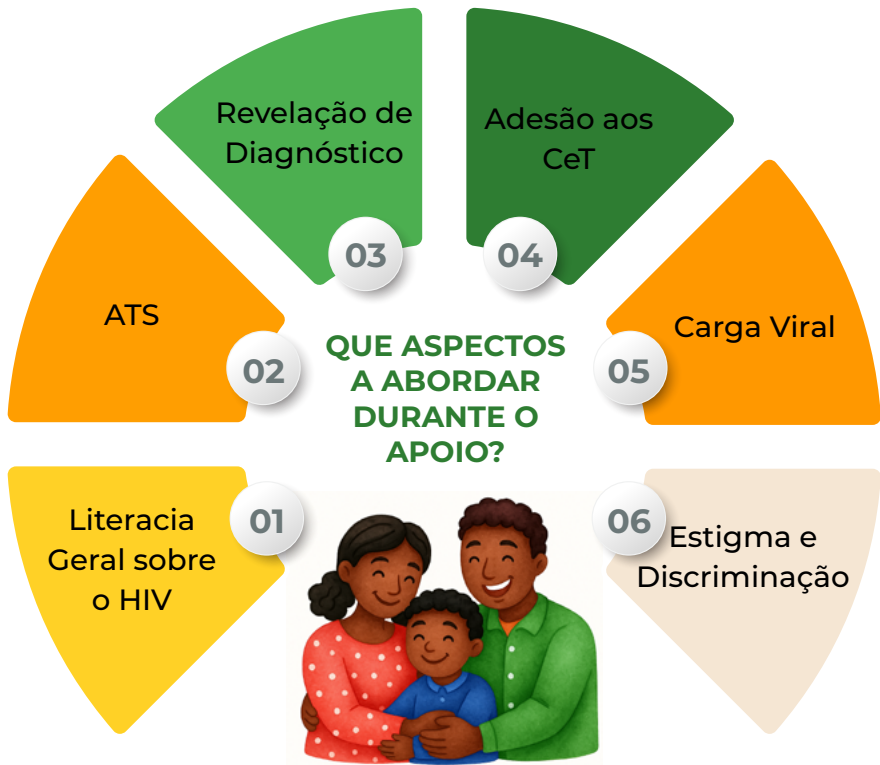 QUE ASPECTOS
A ABORDAR
DURANTE O
APOIO?
01
Literacia
Geral sobre
o HIV
02
ATS
03
Revelação de
Diagnóstico
04
Adesão aos
CeT
05
Carga Viral
06
Estigma e
Discriminação